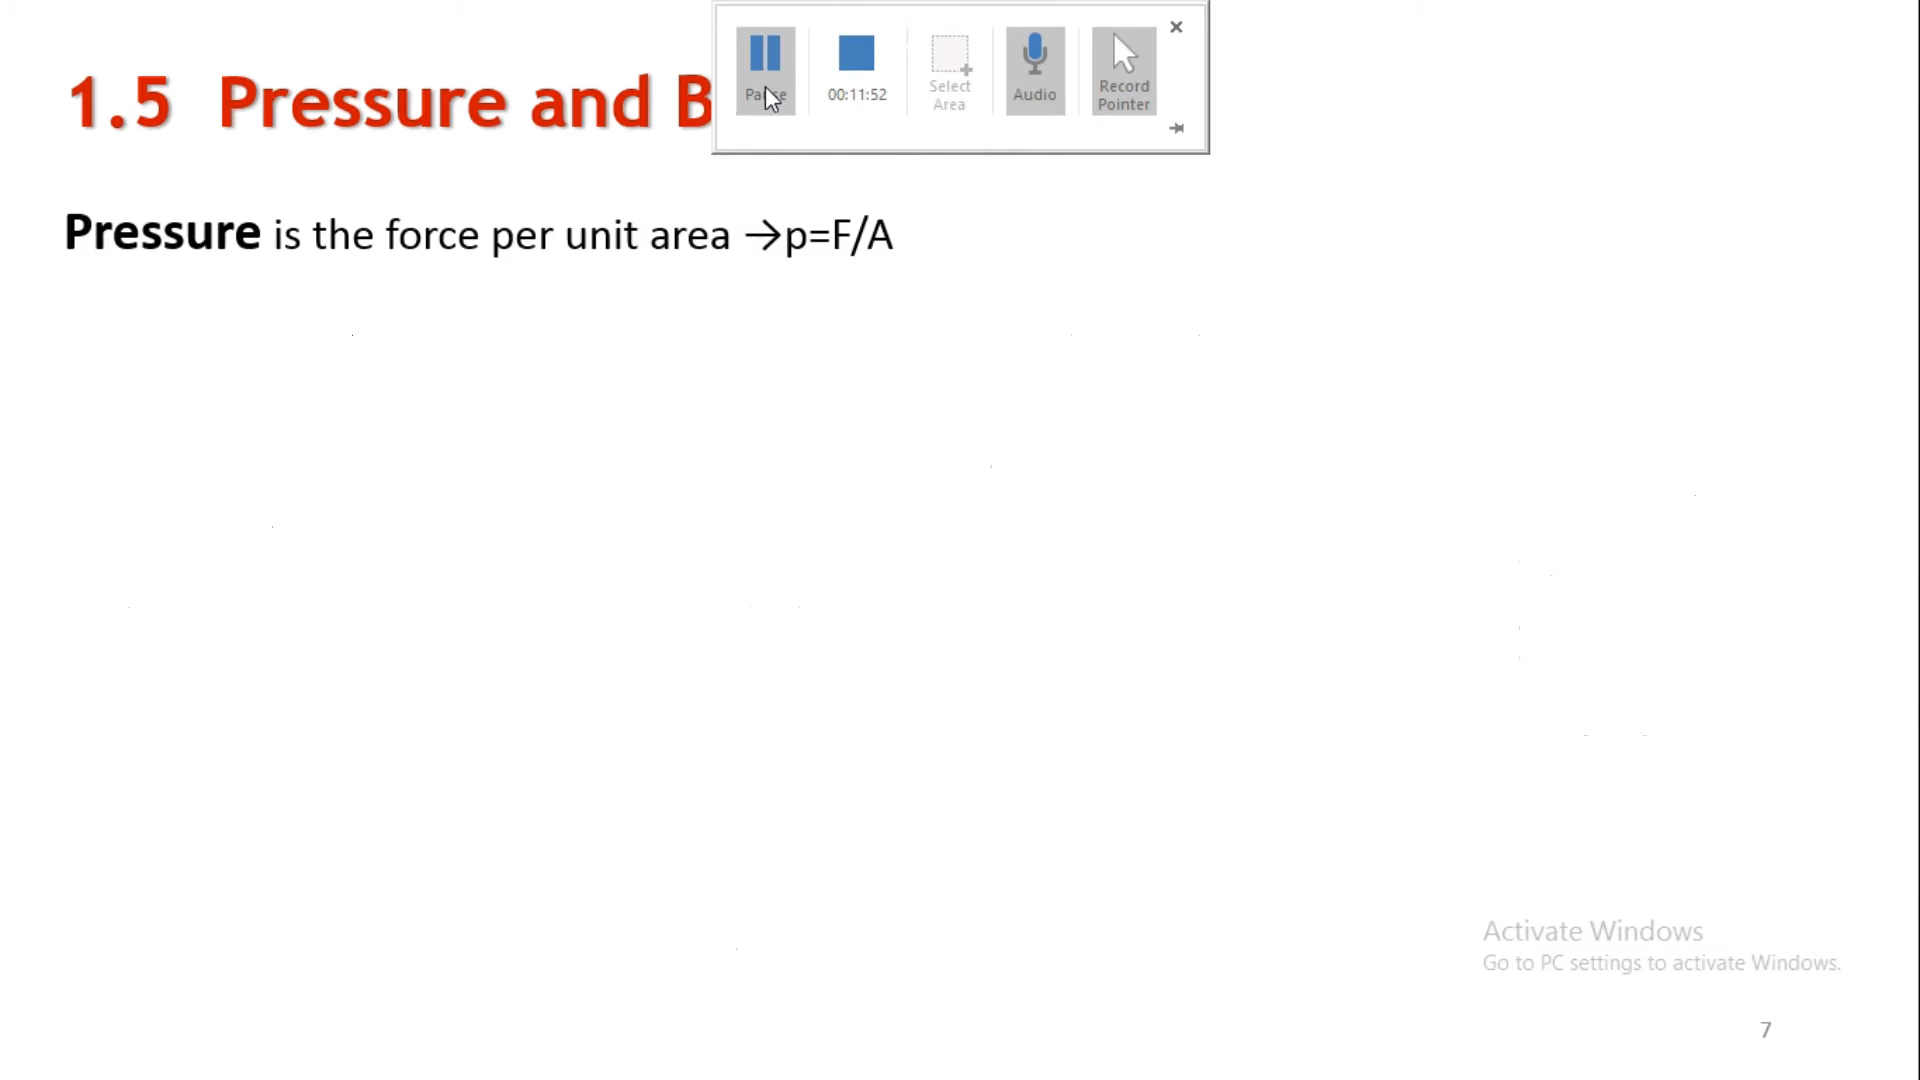 1.5 Pressure and B
Pause
00:11:52
Select
Area
Audio
Record
Pointer
Pressure is the force per unit area →p=F/A
Activate Windows
Go to PC settings to activate Windows.
7